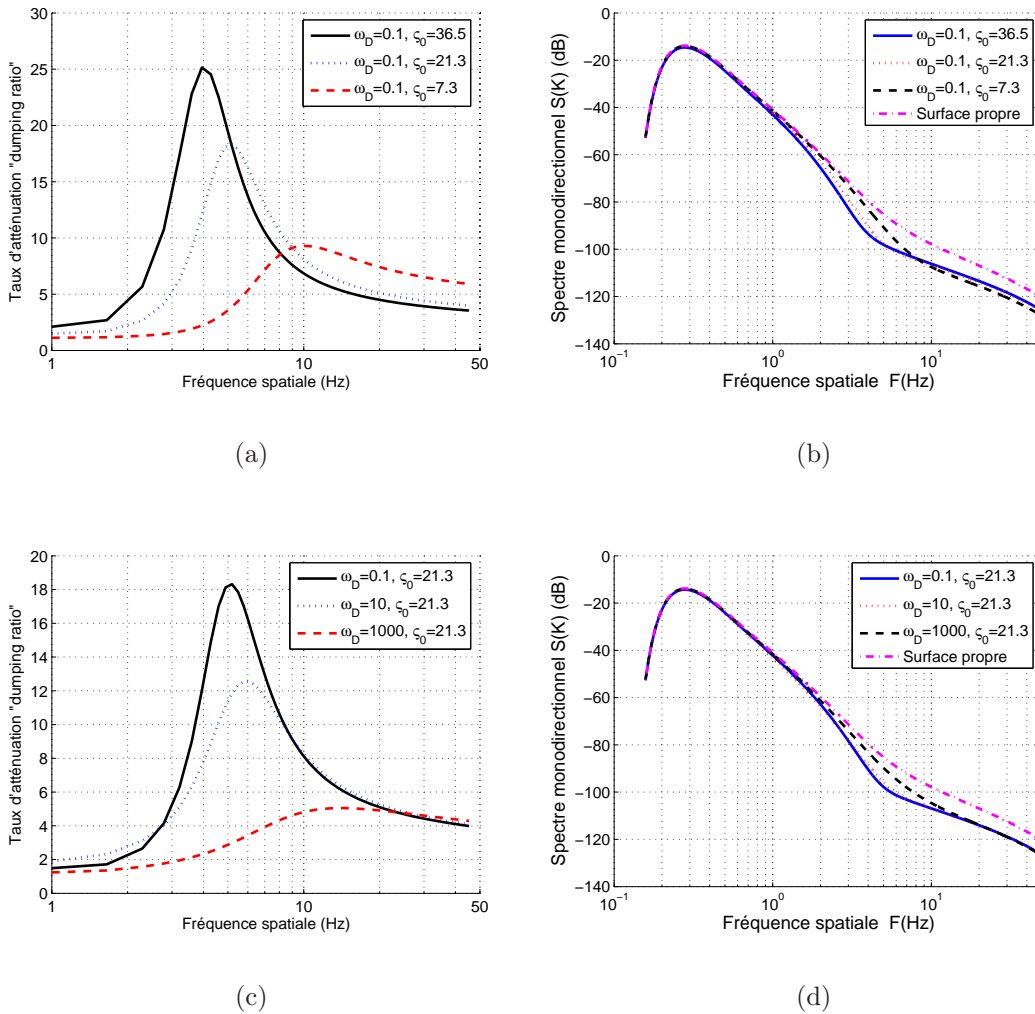 30
25
20
15
10
5
0
1
10
50
Taux d'atténuation "dumping ratio"
Fréquence spatiale (Hz)
ω_D=0.1, ς_0=36.5
ω_D=0.1, ς_0=21.3
ω_D=0.1, ς_0=7.3
(a)
0
−20
−40
−60
−80
−100
−120
−140
10^−1
10^0
10^1
Spectre monodirectionnel S(K) (dB)
Fréquence spatiale F(Hz)
ω_D=0.1, ς_0=36.5
ω_D=0.1, ς_0=21.3
ω_D=0.1, ς_0=7.3
Surface propre
(b)
20
18
16
14
12
10
8
6
4
2
0
1
10
50
Taux d'atténuation "dumping ratio"
Fréquence spatiale (Hz)
ω_D=0.1, ς_0=21.3
ω_D=10, ς_0=21.3
ω_D=1000, ς_0=21.3
(c)
0
−20
−40
−60
−80
−100
−120
−140
10^−1
10^0
10^1
Spectre monodirectionnel S(K) (dB)
Fréquence spatiale F(Hz)
ω_D=0.1, ς_0=21.3
ω_D=10, ς_0=21.3
ω_D=1000, ς_0=21.3
Surface propre
(d)